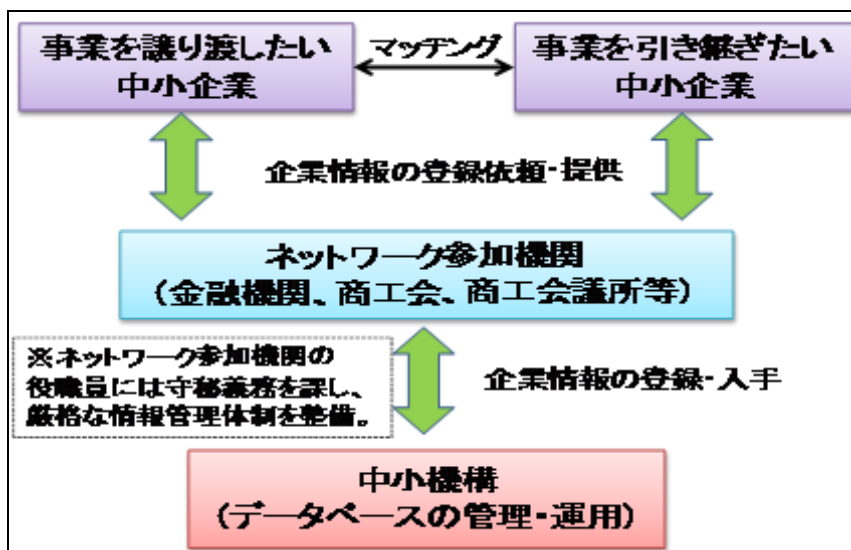 事業を譲り渡したい
中小企業
マッチング
事業を引き継ぎたい
中小企業
企業情報の登録依頼・提供
ネットワーク参加機関
（金融機関、商工会、商工会議所等）
※ネットワーク参加機関の
役職員には守秘義務を課し、
厳格な情報管理体制を整備。
企業情報の登録・入手
中小機構
（データベースの管理・運用）